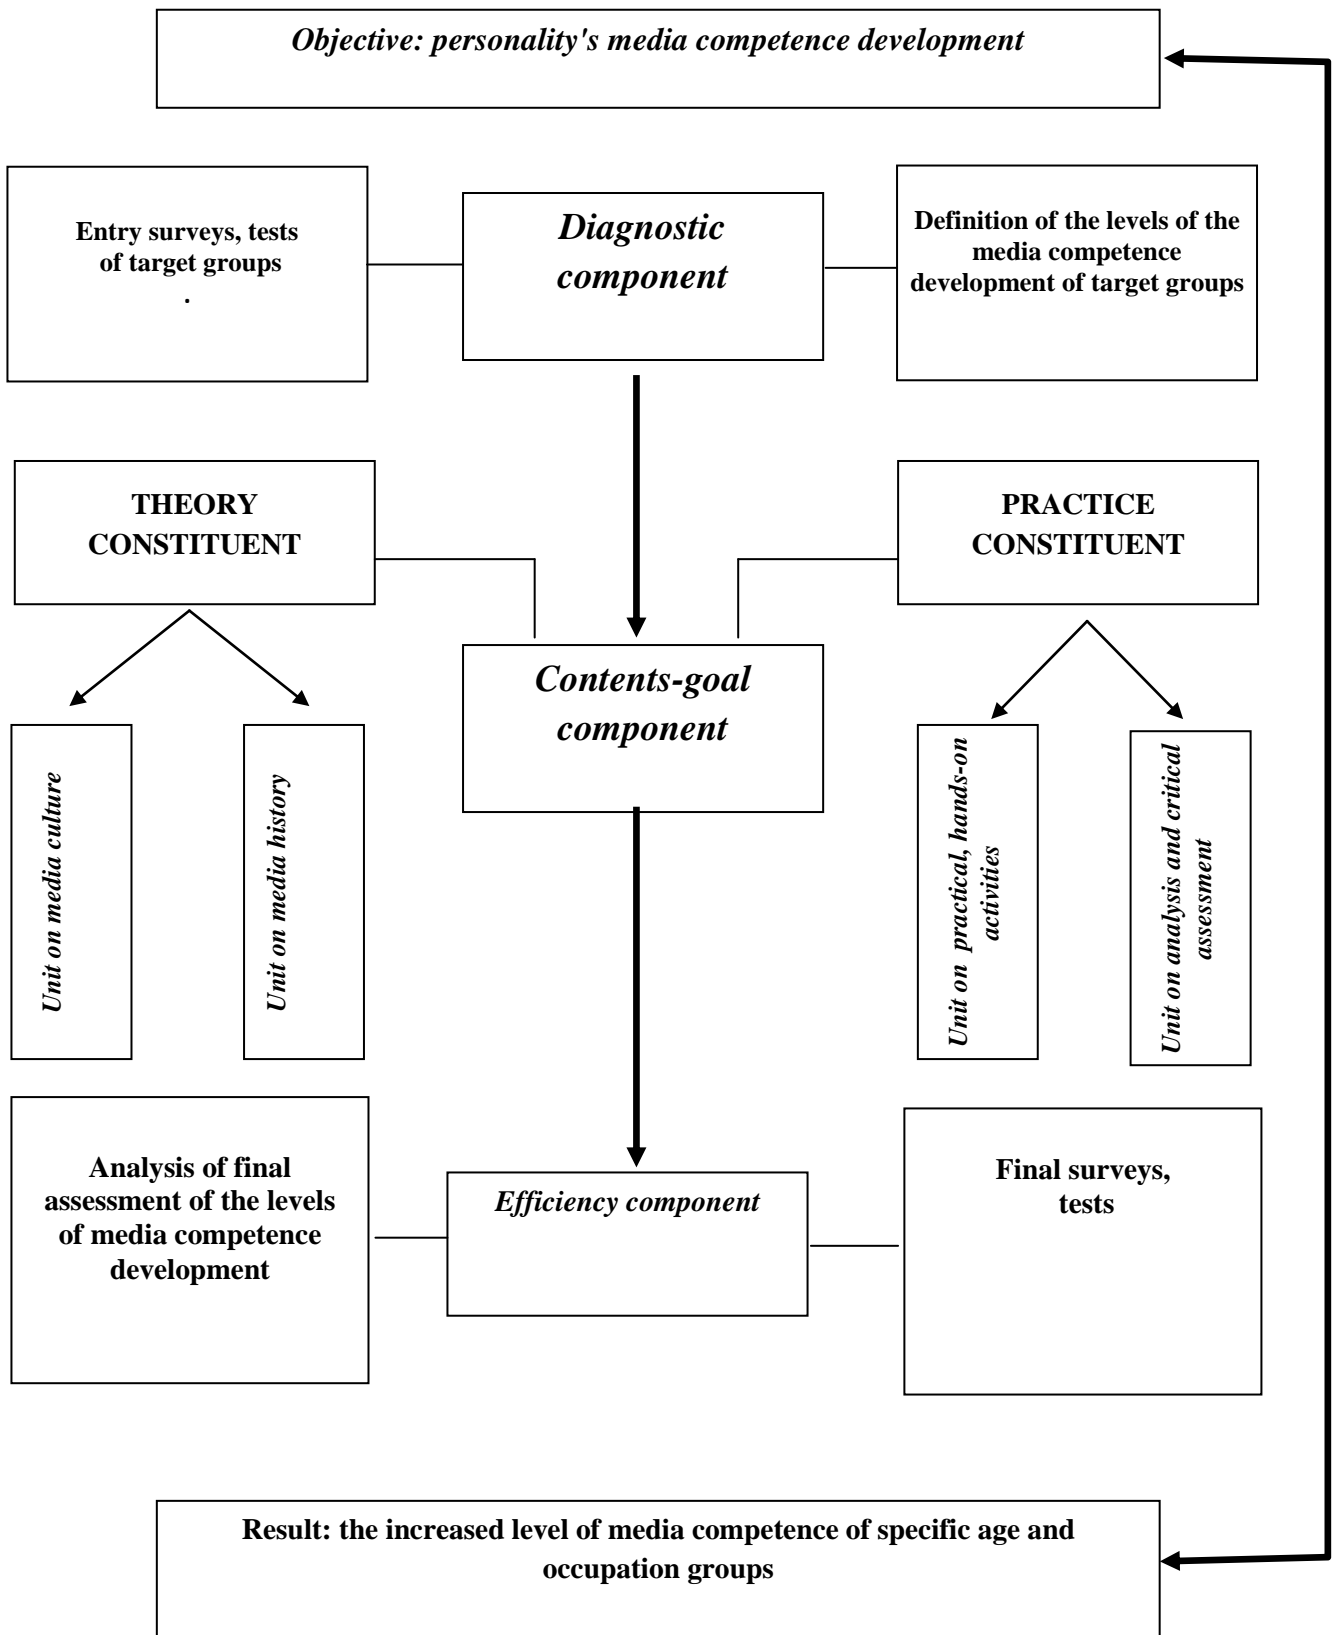 Objective: personality's media competence development
Entry surveys, tests
of target groups
.
Diagnostic
component
Definition of the levels of the
media competence
development of target groups
THEORY
CONSTITUENT
PRACTICE
CONSTITUENT
Contents-goal
component
Unit on media culture
Unit on media history
Unit on practical, hands-on
activities
Unit on analysis and critical
assessment
Analysis of final
assessment of the levels
of media competence
development
Efficiency component
Final surveys,
tests
Result: the increased level of media competence of specific age and
occupation groups